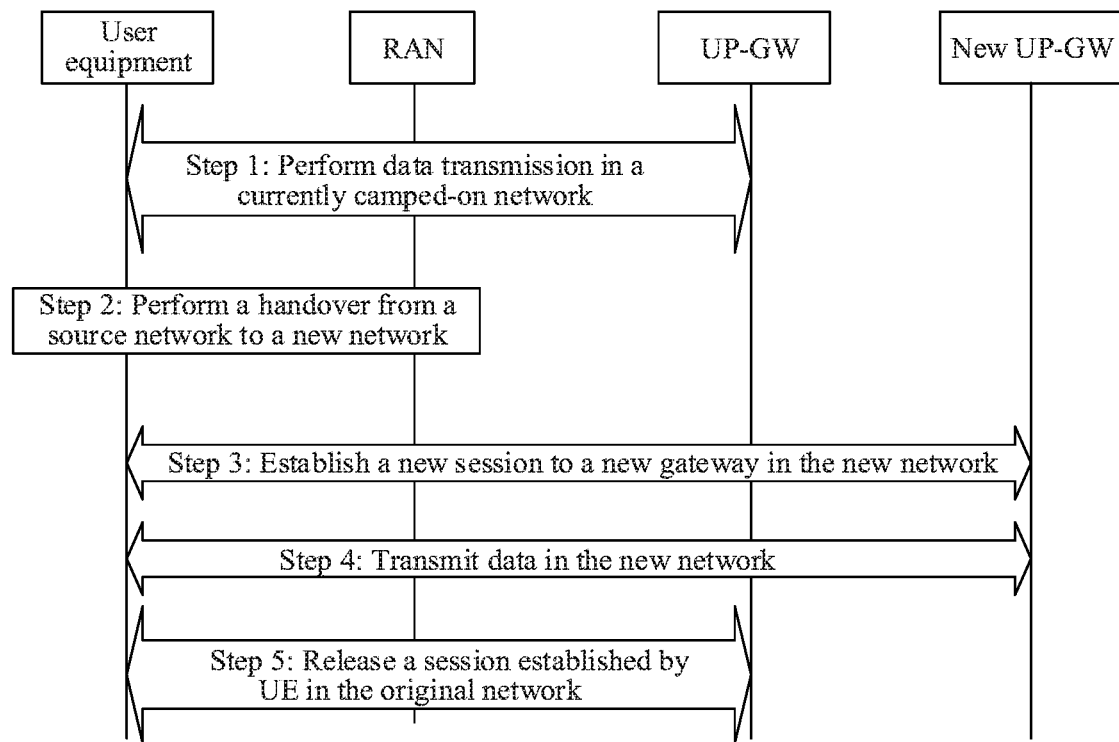 User
equipment
RAN
UP-GW
New UP-GW
Step 1: Perform data transmission in a
currently camped-on network
Step 2: Perform a handover from a
source network to a new network
Step 3: Establish a new session to a new gateway in the new network
Step 4: Transmit data in the new network
Step 5: Release a session established by
UE in the original network